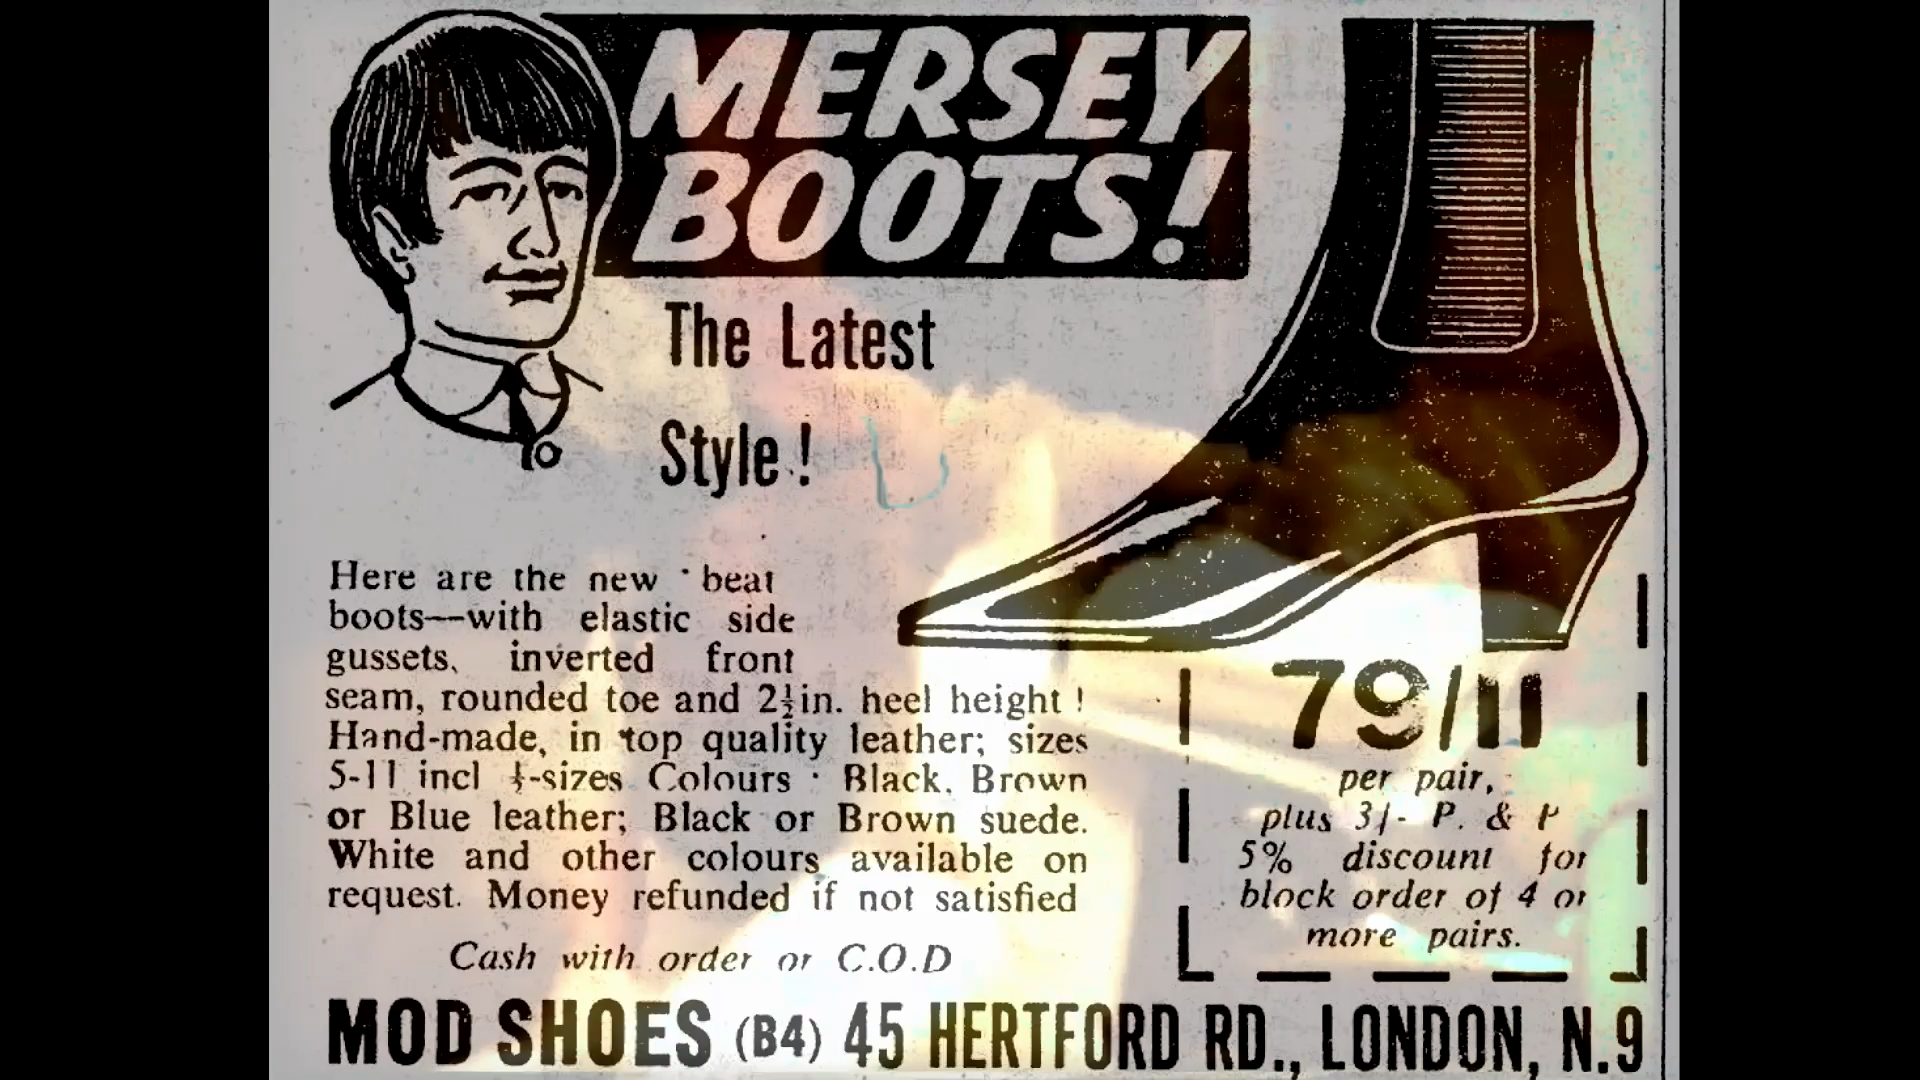 MERSEY
BOOTS!
The Latest
Style!
Here are the new beat
boots—with elastic side
gussets, inverted front
seam, rounded toe and 2½in. heel height!
Hand-made, in top quality leather; sizes
5-11 incl ½-sizes Colours: Black, Brown
or Blue leather; Black or Brown suede.
White and other colours available on
request. Money refunded if not satisfied
Cash with order or C.O.D
79/11
per pair,
plus 3/- P. & P
5% discount for
block order of 4 or
more pairs.
MOD SHOES (B4) 45 HERTFORD RD., LONDON, N.9